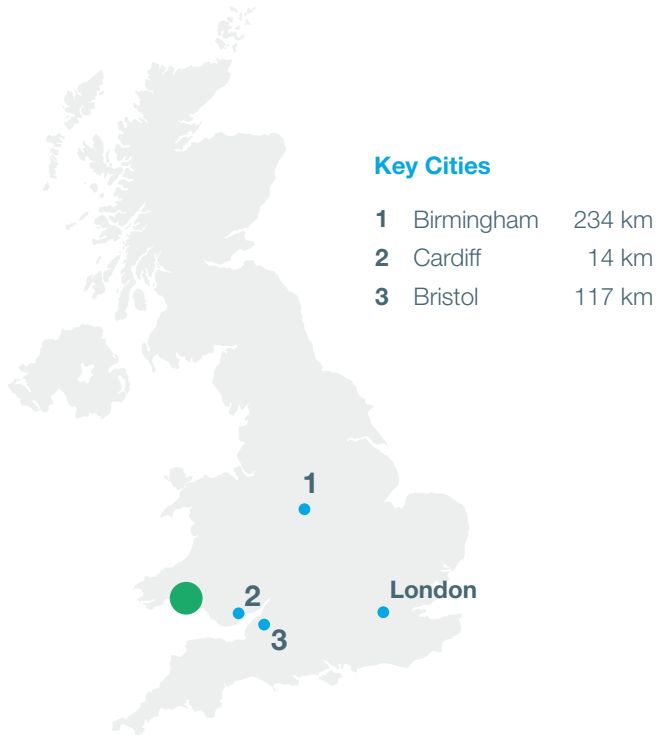 Key Cities
1 Birmingham 234 km
2 Cardiff 14 km
3 Bristol 117 km
1
London
2
3